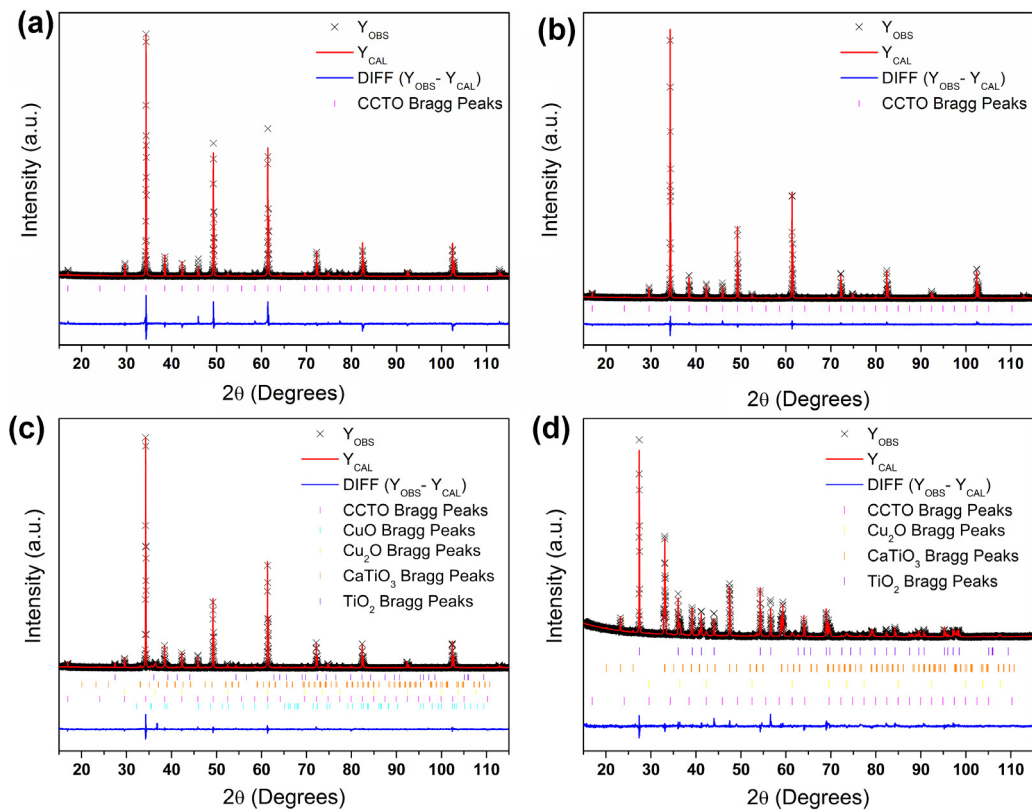 (a)
Y_OBS
Y_CAL
DIFF (Y_OBS- Y_CAL)
CCTO Bragg Peaks
Intensity (a.u.)
20 30 40 50 60 70 80 90 100 110
2θ (Degrees)
(b)
Y_OBS
Y_CAL
DIFF (Y_OBS- Y_CAL)
CCTO Bragg Peaks
Intensity (a.u.)
20 30 40 50 60 70 80 90 100 110
2θ (Degrees)
(c)
Y_OBS
Y_CAL
DIFF (Y_OBS- Y_CAL)
CCTO Bragg Peaks
CuO Bragg Peaks
Cu₂O Bragg Peaks
CaTiO₃ Bragg Peaks
TiO₂ Bragg Peaks
Intensity (a.u.)
20 30 40 50 60 70 80 90 100 110
2θ (Degrees)
(d)
Y_OBS
Y_CAL
DIFF (Y_OBS- Y_CAL)
CCTO Bragg Peaks
Cu₂O Bragg Peaks
CaTiO₃ Bragg Peaks
TiO₂ Bragg Peaks
Intensity (a.u.)
20 30 40 50 60 70 80 90 100 110
2θ (Degrees)